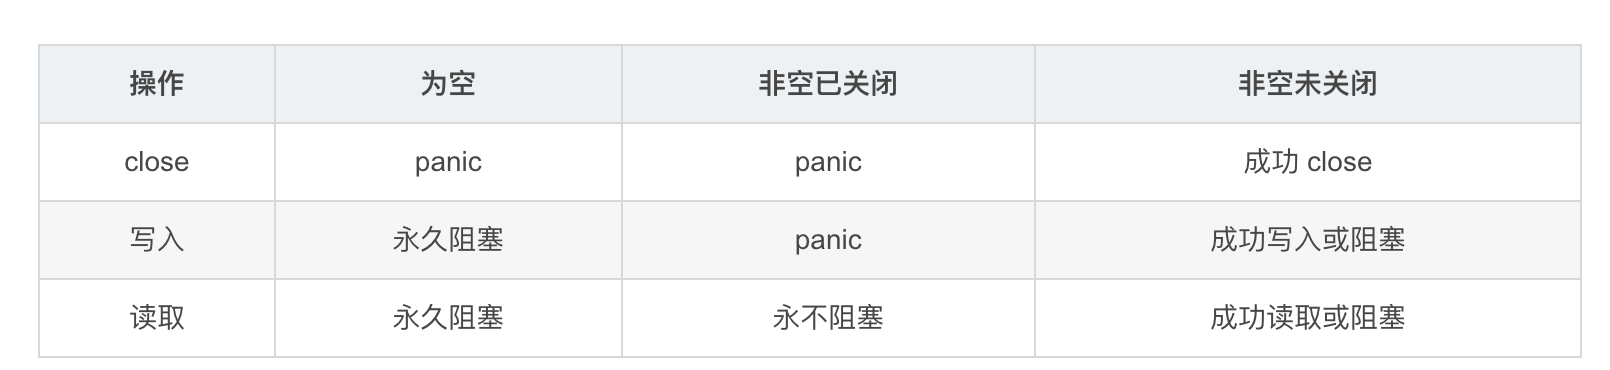 操作 为空 非空已关闭 非空未关闭
close panic panic 成功 close
写入 永久阻塞 panic 成功写入或阻塞
读取 永久阻塞 永不阻塞 成功读取或阻塞